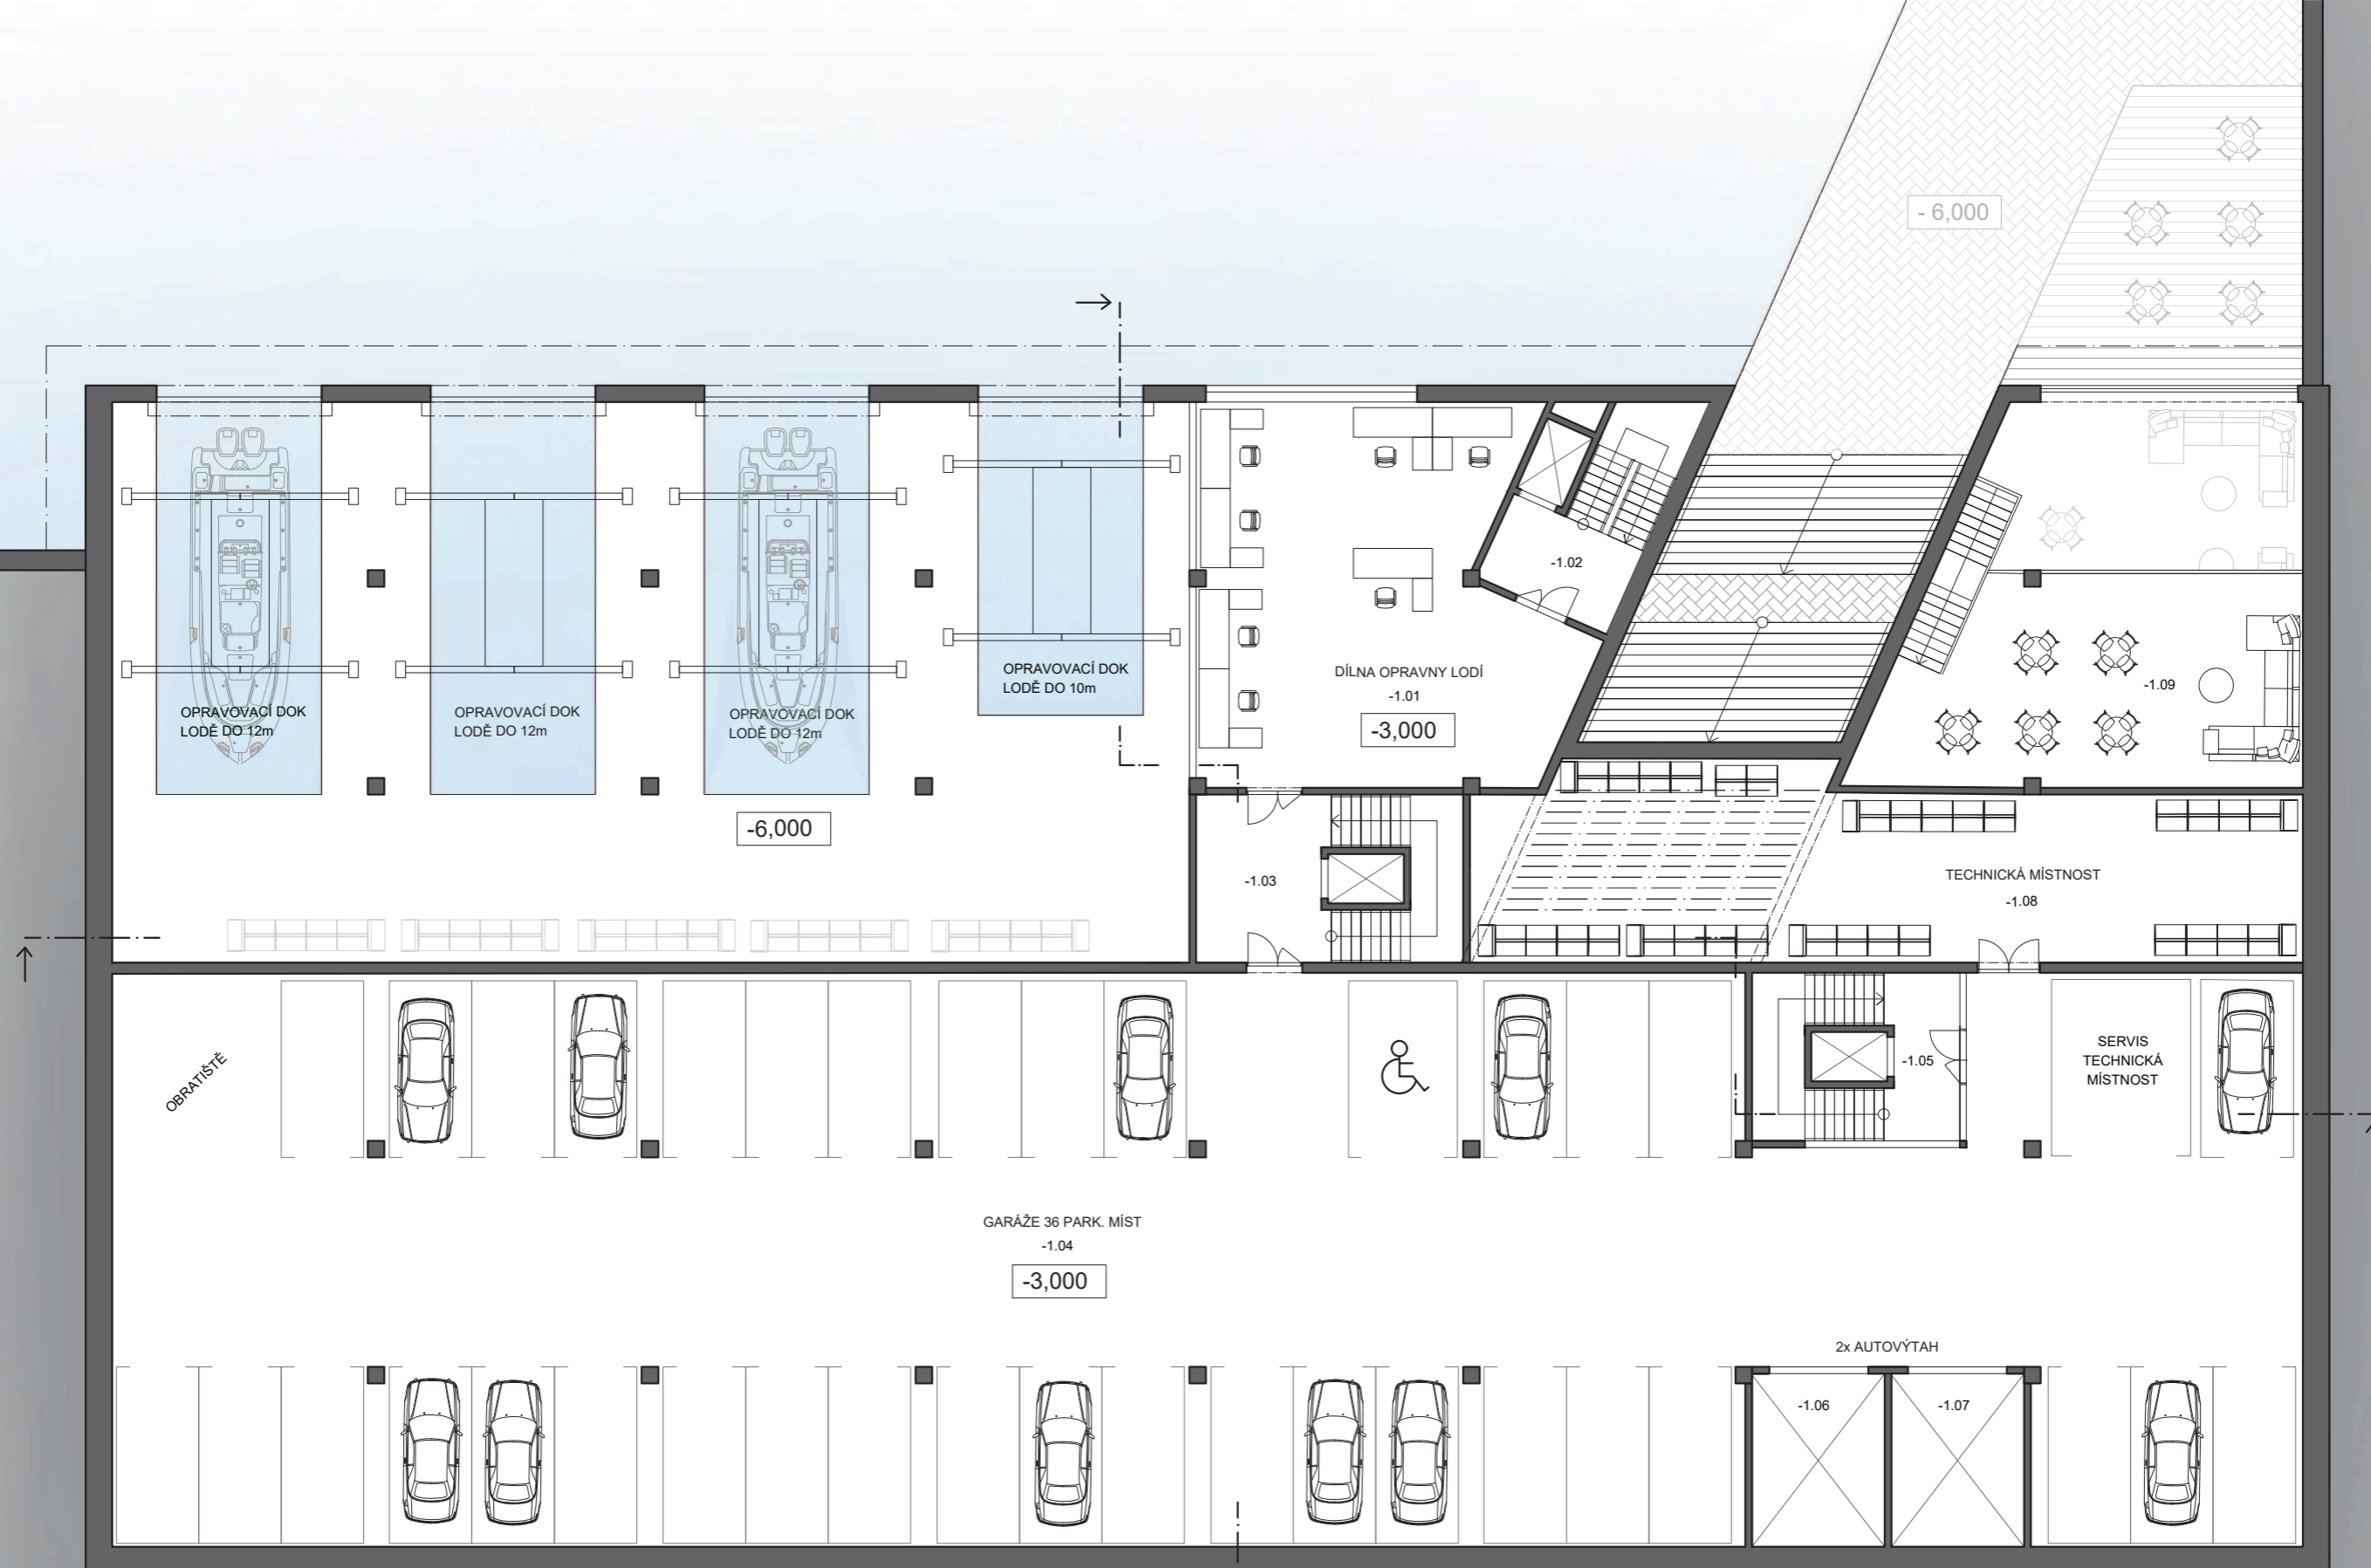 - 6,000
OPRAVOVACÍ DOK
LODĚ DO 12m
OPRAVOVACÍ DOK
LODĚ DO 12m
OPRAVOVACÍ DOK
LODĚ DO 12m
OPRAVOVACÍ DOK
LODĚ DO 10m
DÍLNA OPRAVNY LODÍ
-1.01
-3,000
-1.02
-1.09
-6,000
-1.03
TECHNICKÁ MÍSTNOST
-1.08
OBRATIŠTĚ
-1.05
SERVIS
TECHNICKÁ
MÍSTNOST
GARÁŽE 36 PARK. MÍST
-1.04
-3,000
2x AUTOVÝTAH
-1.06
-1.07